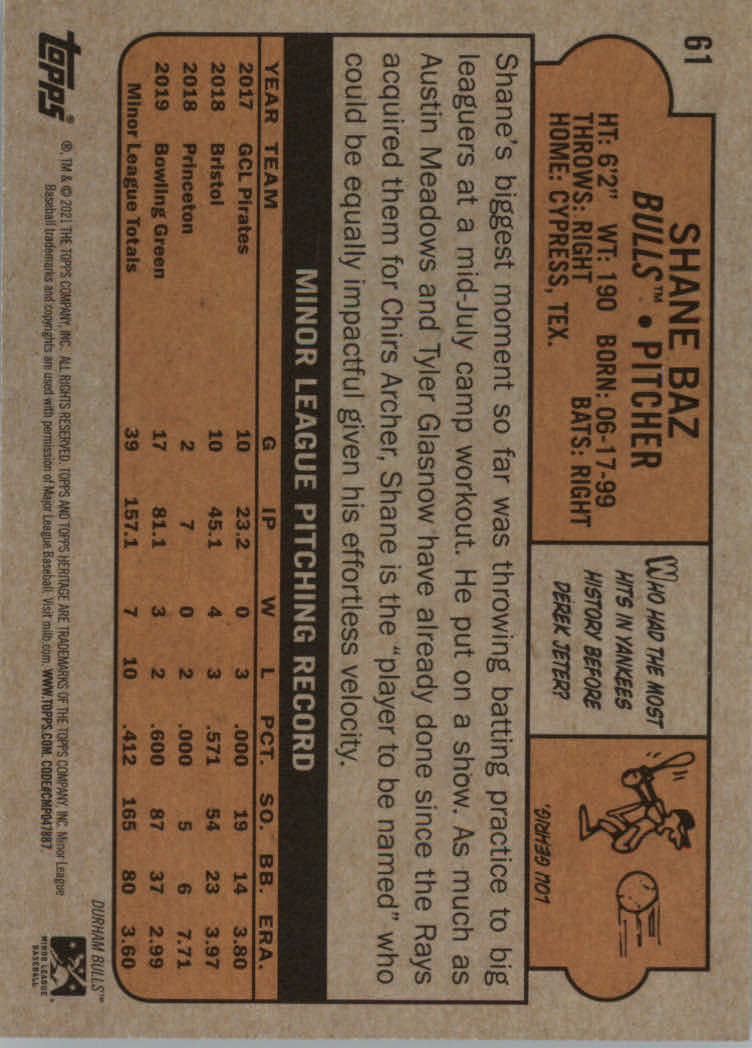 61
SHANE BAZ
BULLS™ • PITCHER
HT: 6'2" WT: 190 BORN: 06-17-99
THROWS: RIGHT BATS: RIGHT
HOME: CYPRESS, TEX.
WHO HAD THE MOST
HITS IN YANKEES
HISTORY BEFORE
DEREK JETER?
LOU GEHRIG.
Shane's biggest moment so far was throwing batting practice to big
leaguers at a mid-July camp workout. He put on a show. As much as
Austin Meadows and Tyler Glasnow have already done since the Rays
acquired them for Chirs Archer, Shane is the "player to be named" who
could be equally impactful given his effortless velocity.
MINOR LEAGUE PITCHING RECORD
YEAR TEAM G IP W L PCT. SO. BB. ERA.
2017 GCL Pirates 10 23.2 0 3 .000 19 14 3.80
2018 Bristol 10 45.1 4 3 .571 54 23 3.97
2018 Princeton 2 7 0 2 .000 5 6 7.71
2019 Bowling Green 17 81.1 3 2 .600 87 37 2.99
Minor League Totals 39 157.1 7 10 .412 165 80 3.60
DURHAM BULLS™
topps®
®, TM & © 2021 THE TOPPS COMPANY, INC. ALL RIGHTS RESERVED. TOPPS AND TOPPS HERITAGE ARE TRADEMARKS OF THE TOPPS COMPANY, INC. Minor League
Baseball trademarks and copyrights are used with permission of Major League Baseball. Visit milb.com. WWW.TOPPS.COM. CODE#CMP047887.
MINOR LEAGUE
BASEBALL®